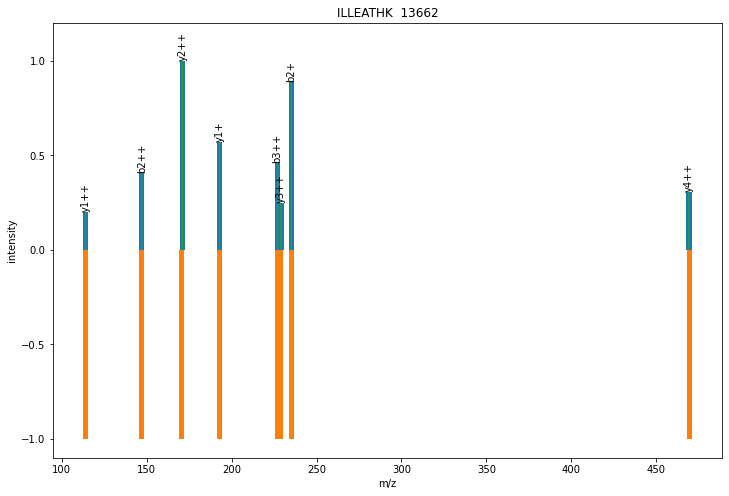 ILLEATHK  13662
y1++
b2++
y2++
y1+
b3++
y3++
b2+
y4++
1.0
0.5
0.0
−0.5
−1.0
intensity
100 150 200 250 300 350 400 450
m/z